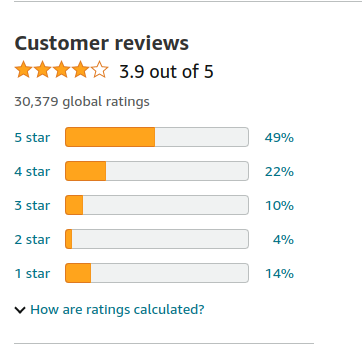 Customer reviews
3.9 out of 5
30,379 global ratings
5 star 49%
4 star 22%
3 star 10%
2 star 4%
1 star 14%
How are ratings calculated?